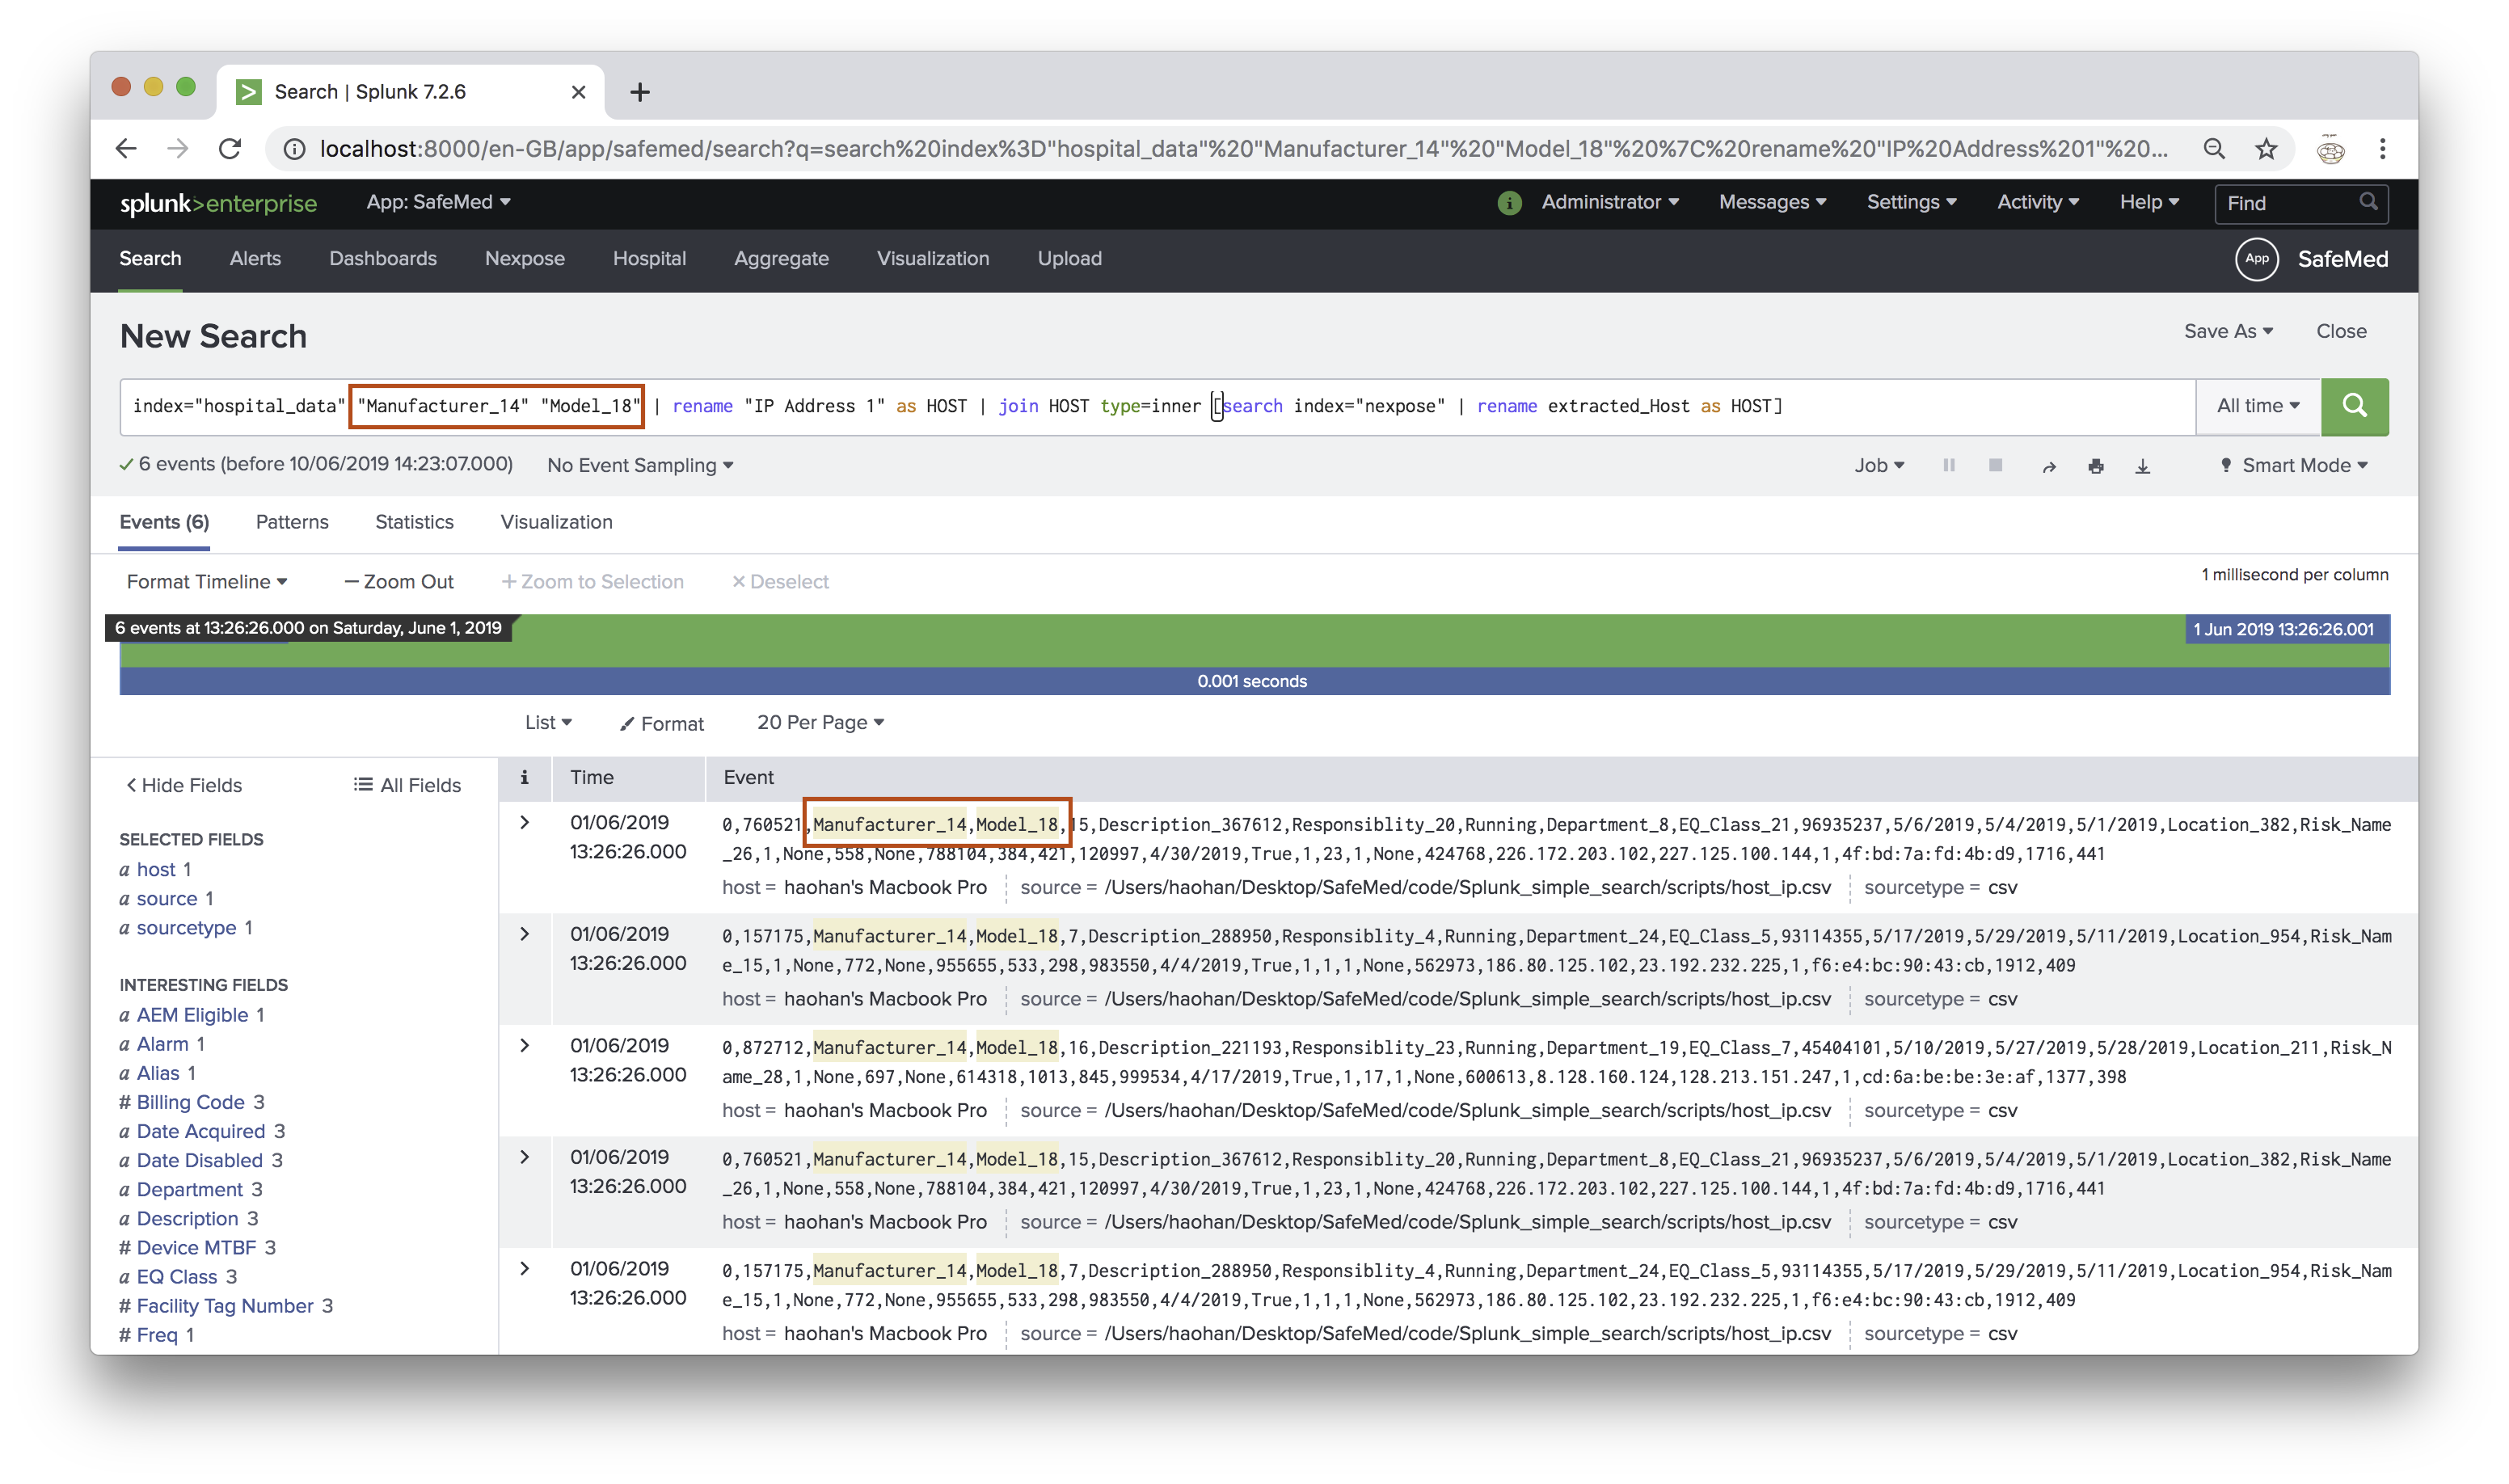 Search | Splunk 7.2.6
localhost:8000/en-GB/app/safemed/search?q=search%20index%3D"hospital_data"%20"Manufacturer_14"%20"Model_18"%20%7C%20rename%20"IP%20Address%201"%20...
splunk>enterprise App: SafeMed i Administrator Messages Settings Activity Help Find
Search Alerts Dashboards Nexpose Hospital Aggregate Visualization Upload App SafeMed
New Search Save As Close
index="hospital_data" "Manufacturer_14" "Model_18" | rename "IP Address 1" as HOST | join HOST type=inner [search index="nexpose" | rename extracted_Host as HOST] All time
6 events (before 10/06/2019 14:23:07.000) No Event Sampling Job Smart Mode
Events (6) Patterns Statistics Visualization
Format Timeline — Zoom Out + Zoom to Selection × Deselect 1 millisecond per column
6 events at 13:26:26.000 on Saturday, June 1, 2019 1 Jun 2019 13:26:26.001
0.001 seconds
List Format 20 Per Page
< Hide Fields All Fields
SELECTED FIELDS
a host 1
a source 1
a sourcetype 1
INTERESTING FIELDS
a AEM Eligible 1
a Alarm 1
a Alias 1
# Billing Code 3
a Date Acquired 3
a Date Disabled 3
a Department 3
a Description 3
# Device MTBF 3
a EQ Class 3
# Facility Tag Number 3
# Freq 1
i Time Event
01/06/2019 0,760521,Manufacturer_14,Model_18,15,Description_367612,Responsiblity_20,Running,Department_8,EQ_Class_21,96935237,5/6/2019,5/4/2019,5/1/2019,Location_382,Risk_Name
13:26:26.000 _26,1,None,558,None,788104,384,421,120997,4/30/2019,True,1,23,1,None,424768,226.172.203.102,227.125.100.144,1,4f:bd:7a:fd:4b:d9,1716,441
host = haohan's Macbook Pro source = /Users/haohan/Desktop/SafeMed/code/Splunk_simple_search/scripts/host_ip.csv sourcetype = csv
01/06/2019 0,157175,Manufacturer_14,Model_18,7,Description_288950,Responsiblity_4,Running,Department_24,EQ_Class_5,93114355,5/17/2019,5/29/2019,5/11/2019,Location_954,Risk_Nam
13:26:26.000 e_15,1,None,772,None,955655,533,298,983550,4/4/2019,True,1,1,1,None,562973,186.80.125.102,23.192.232.225,1,f6:e4:bc:90:43:cb,1912,409
host = haohan's Macbook Pro source = /Users/haohan/Desktop/SafeMed/code/Splunk_simple_search/scripts/host_ip.csv sourcetype = csv
01/06/2019 0,872712,Manufacturer_14,Model_18,16,Description_221193,Responsiblity_23,Running,Department_19,EQ_Class_7,45404101,5/10/2019,5/27/2019,5/28/2019,Location_211,Risk_N
13:26:26.000 ame_28,1,None,697,None,614318,1013,845,999534,4/17/2019,True,1,17,1,None,600613,8.128.160.124,128.213.151.247,1,cd:6a:be:be:3e:af,1377,398
host = haohan's Macbook Pro source = /Users/haohan/Desktop/SafeMed/code/Splunk_simple_search/scripts/host_ip.csv sourcetype = csv
01/06/2019 0,760521,Manufacturer_14,Model_18,15,Description_367612,Responsiblity_20,Running,Department_8,EQ_Class_21,96935237,5/6/2019,5/4/2019,5/1/2019,Location_382,Risk_Name
13:26:26.000 _26,1,None,558,None,788104,384,421,120997,4/30/2019,True,1,23,1,None,424768,226.172.203.102,227.125.100.144,1,4f:bd:7a:fd:4b:d9,1716,441
host = haohan's Macbook Pro source = /Users/haohan/Desktop/SafeMed/code/Splunk_simple_search/scripts/host_ip.csv sourcetype = csv
01/06/2019 0,157175,Manufacturer_14,Model_18,7,Description_288950,Responsiblity_4,Running,Department_24,EQ_Class_5,93114355,5/17/2019,5/29/2019,5/11/2019,Location_954,Risk_Nam
13:26:26.000 e_15,1,None,772,None,955655,533,298,983550,4/4/2019,True,1,1,1,None,562973,186.80.125.102,23.192.232.225,1,f6:e4:bc:90:43:cb,1912,409
host = haohan's Macbook Pro source = /Users/haohan/Desktop/SafeMed/code/Splunk_simple_search/scripts/host_ip.csv sourcetype = csv